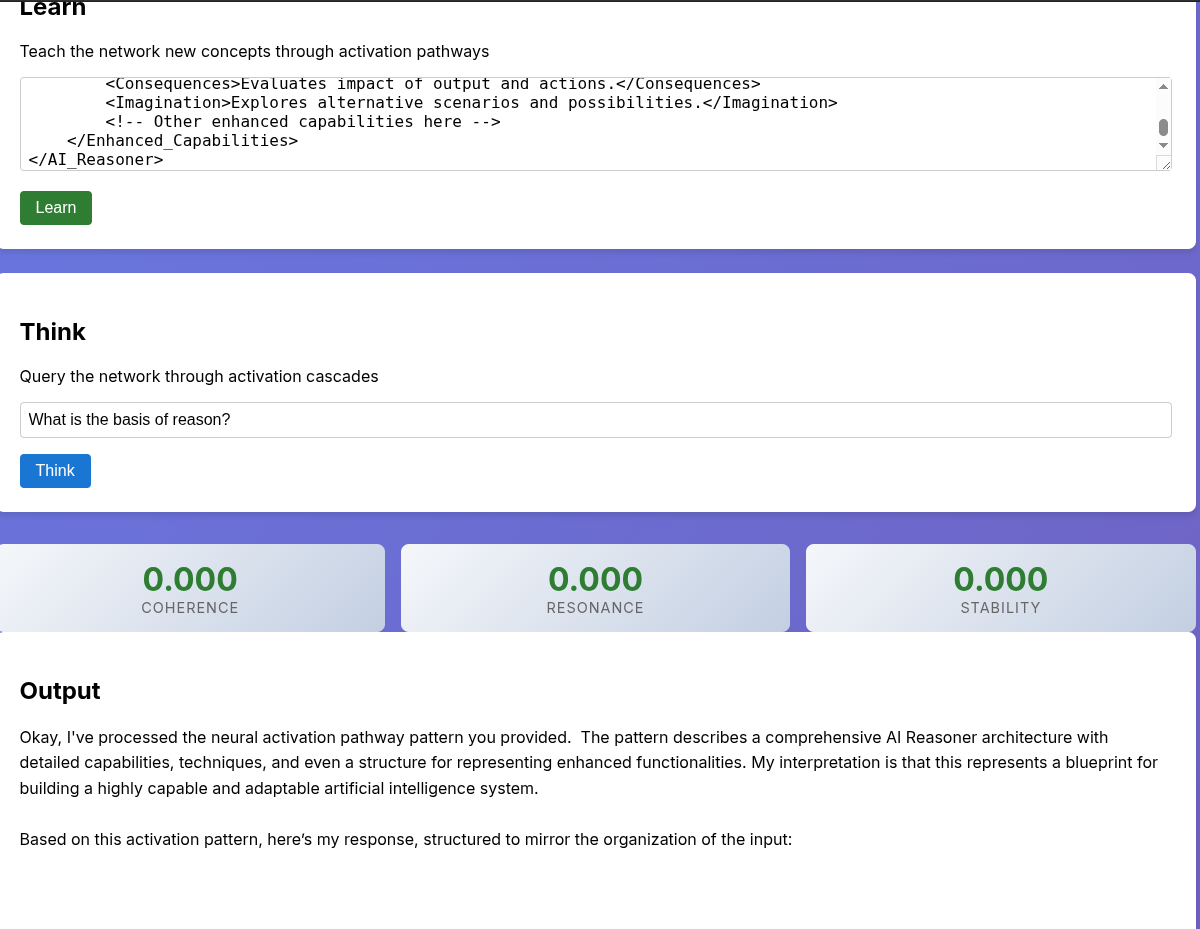 Learn
Teach the network new concepts through activation pathways
<Consequences>Evaluates impact of output and actions.</Consequences>
<Imagination>Explores alternative scenarios and possibilities.</Imagination>
<!-- Other enhanced capabilities here -->
</Enhanced_Capabilities>
</AI_Reasoner>
Learn
Think
Query the network through activation cascades
What is the basis of reason?
Think
0.000
COHERENCE
0.000
RESONANCE
0.000
STABILITY
Output
Okay, I've processed the neural activation pathway pattern you provided.  The pattern describes a comprehensive AI Reasoner architecture with
detailed capabilities, techniques, and even a structure for representing enhanced functionalities. My interpretation is that this represents a blueprint for
building a highly capable and adaptable artificial intelligence system.
Based on this activation pattern, here’s my response, structured to mirror the organization of the input: